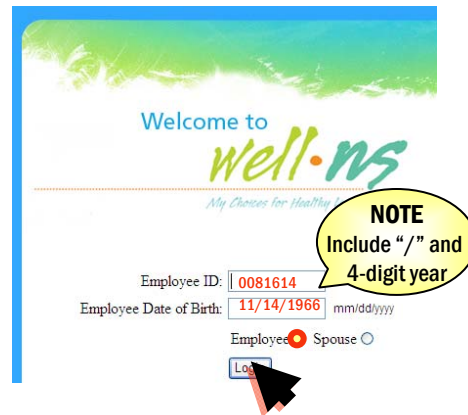 Welcome to
well·ns
My Choices for Healthy
NOTE
Include “/” and
4-digit year
Employee ID: 0081614
Employee Date of Birth: 11/14/1966 mm/dd/yyyy
Employee Spouse